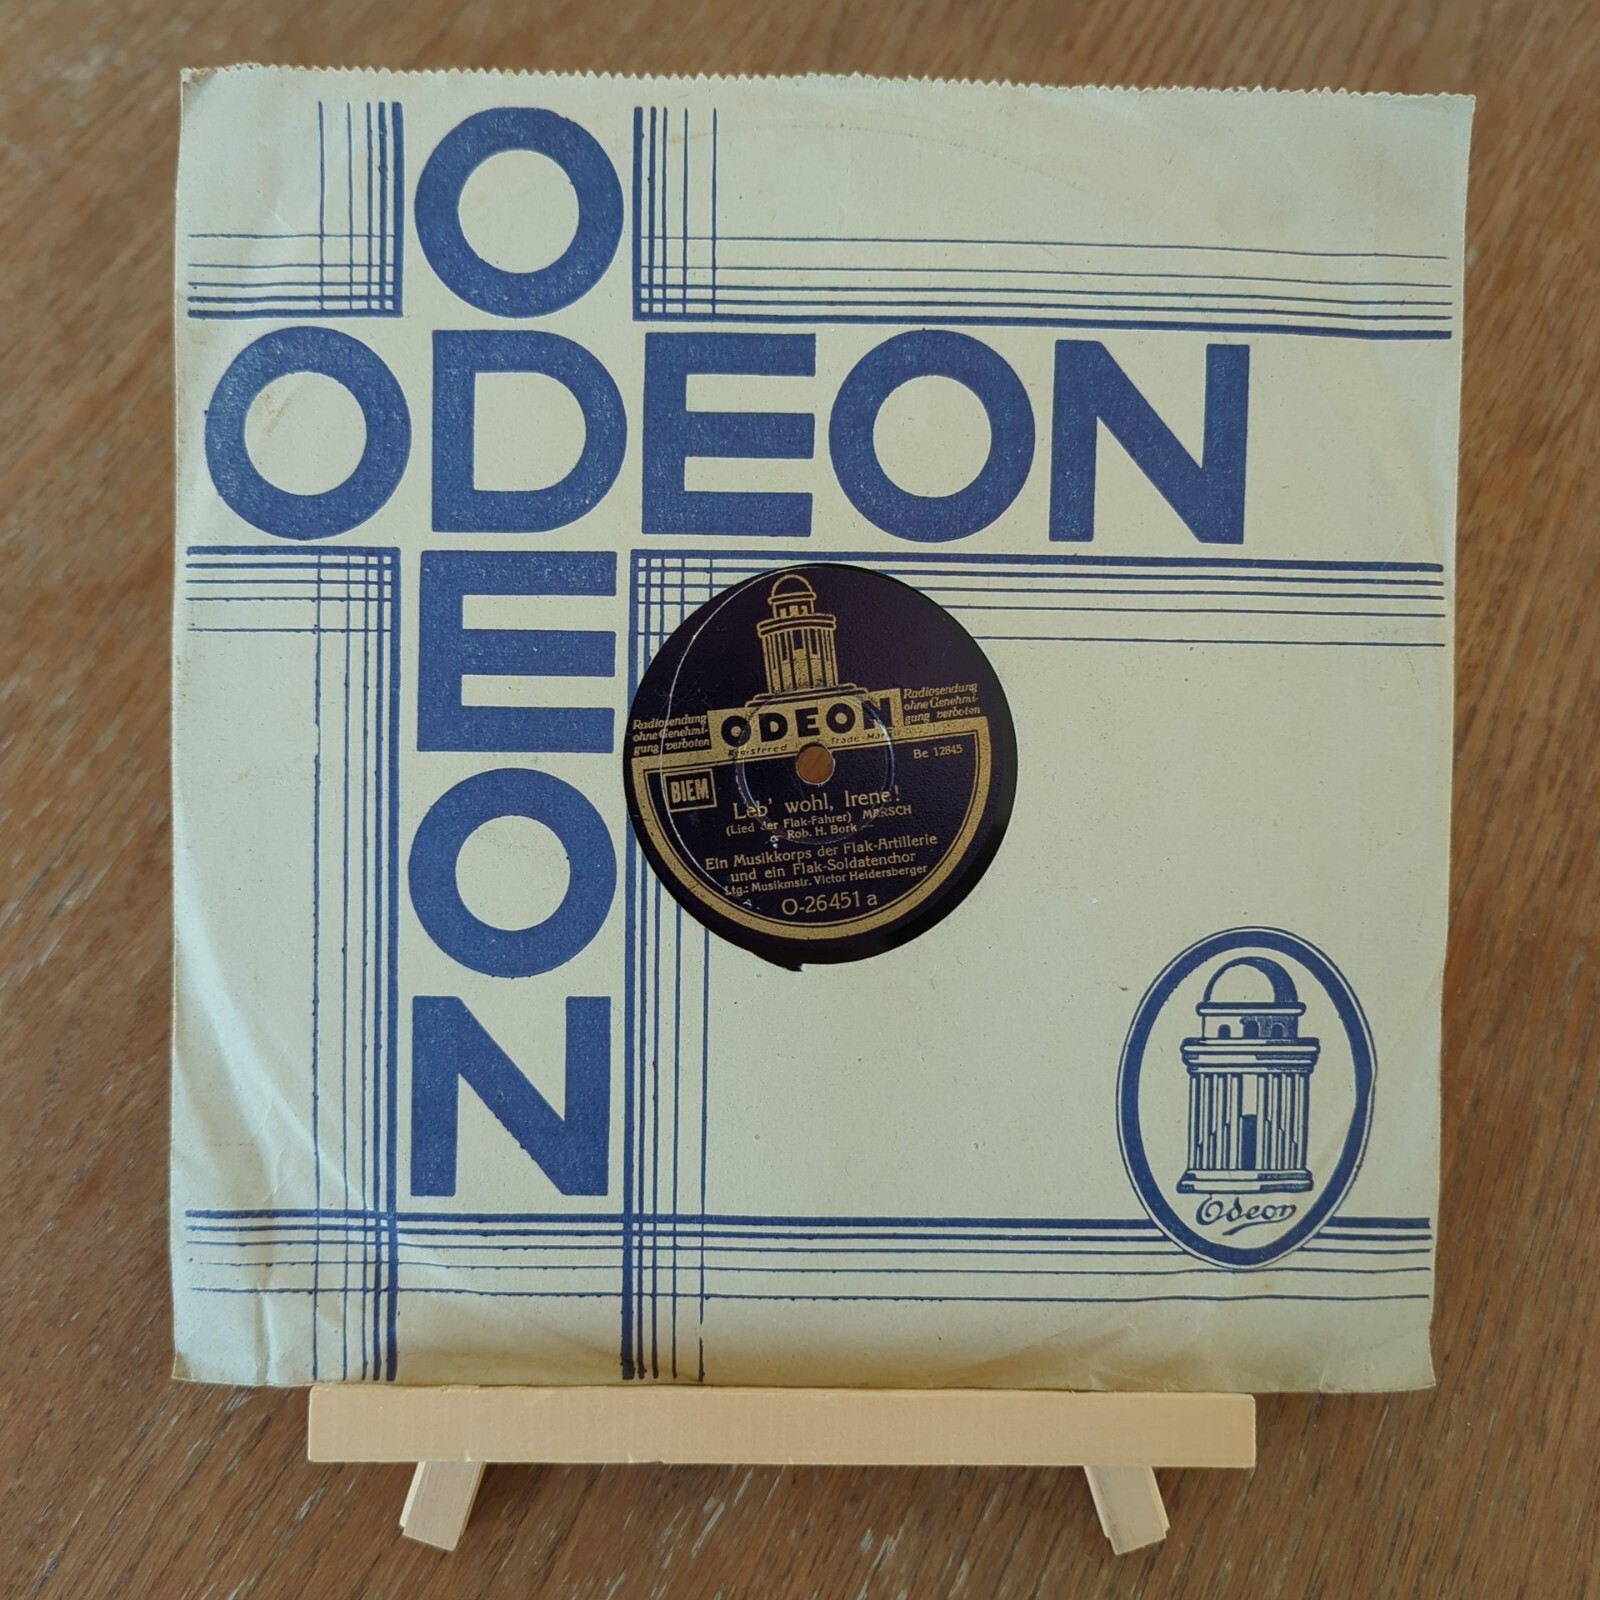 ODEON
ODEON
ODEON
Registered Trade-Mark
Radiosendung
ohne Genehmi-
gung verboten
Radiosendung
ohne Genehmi-
gung verboten
Be 12845
BIEM
Leb' wohl, Irene!
(Lied der Flak-Fahrer) MARSCH
Rob. H. Bork
Ein Musikkorps der Flak-Artillerie
und ein Flak-Soldatenchor
Ltg.: Musikmstr. Victor Heldersberger
O-26451 a
Odeon